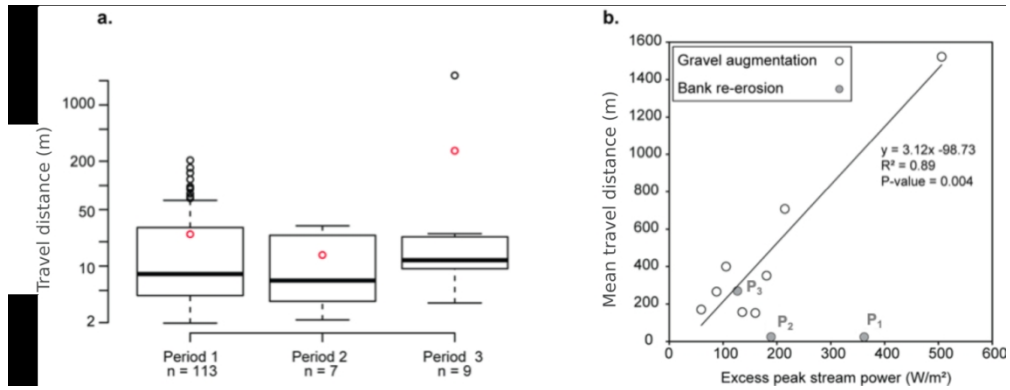 a.
Travel distance (m)
1000
200
50
10
2
Period 1
n = 113
Period 2
n = 7
Period 3
n = 9
b.
Mean travel distance (m)
1600
1400
1200
1000
800
600
400
200
0
Gravel augmentation
Bank re-erosion
y = 3.12x -98.73
R² = 0.89
P-value = 0.004
P3
P2
P1
0 100 200 300 400 500 600
Excess peak stream power (W/m²)